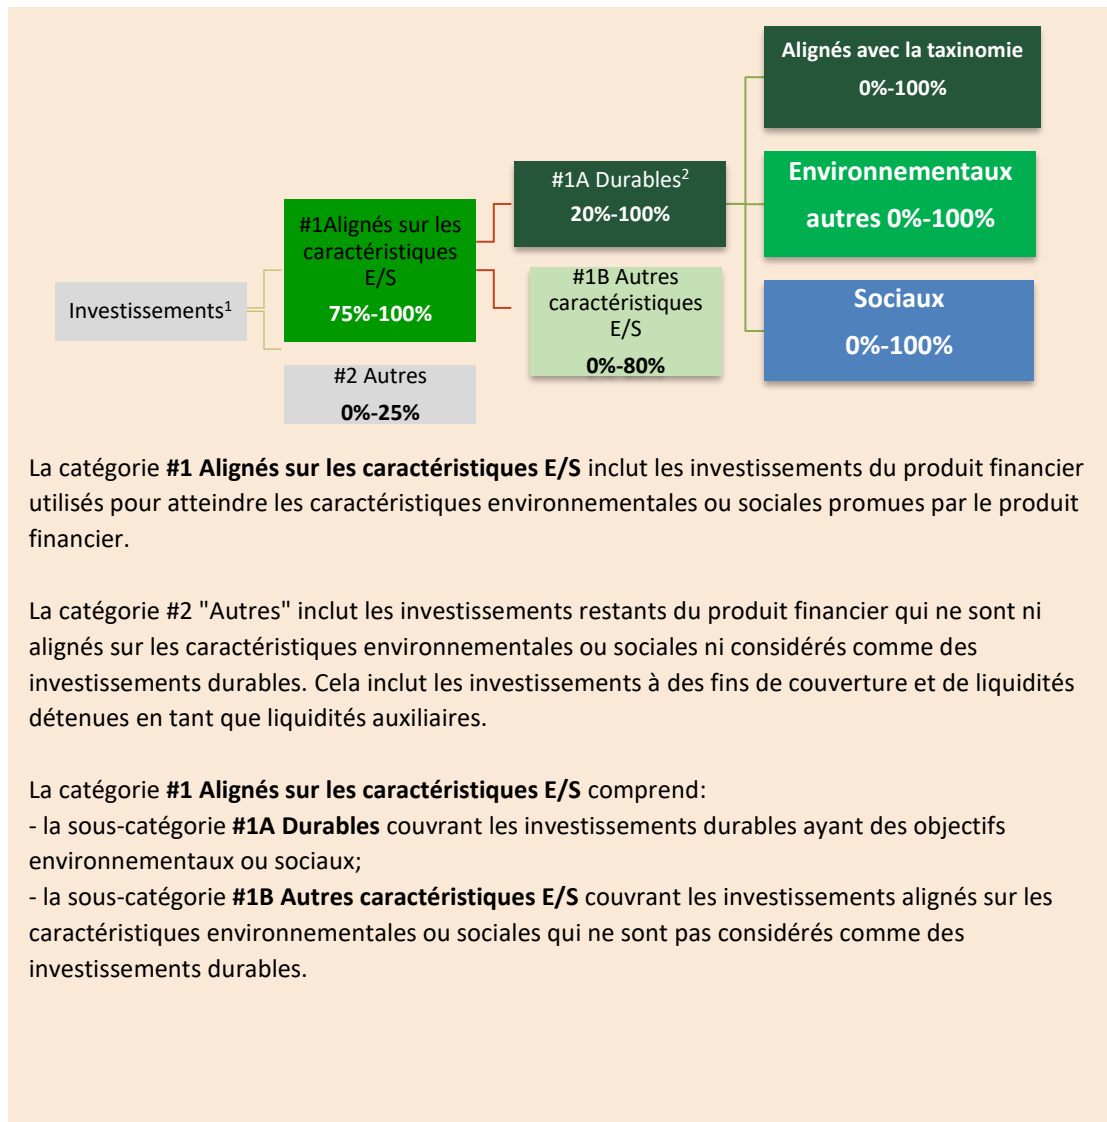 Alignés avec la taxinomie
0%-100%
Environnementaux
autres 0%-100%
Sociaux
0%-100%
#1A Durables²
20%-100%
#1B Autres
caractéristiques
E/S
0%-80%
#1Alignés sur les
caractéristiques
E/S
75%-100%
#2 Autres
0%-25%
Investissements¹
La catégorie #1 Alignés sur les caractéristiques E/S inclut les investissements du produit financier
utilisés pour atteindre les caractéristiques environnementales ou sociales promues par le produit
financier.
La catégorie #2 "Autres" inclut les investissements restants du produit financier qui ne sont ni
alignés sur les caractéristiques environnementales ou sociales ni considérés comme des
investissements durables. Cela inclut les investissements à des fins de couverture et de liquidités
détenues en tant que liquidités auxiliaires.
La catégorie #1 Alignés sur les caractéristiques E/S comprend:
- la sous-catégorie #1A Durables couvrant les investissements durables ayant des objectifs
environnementaux ou sociaux;
- la sous-catégorie #1B Autres caractéristiques E/S couvrant les investissements alignés sur les
caractéristiques environnementales ou sociales qui ne sont pas considérés comme des
investissements durables.